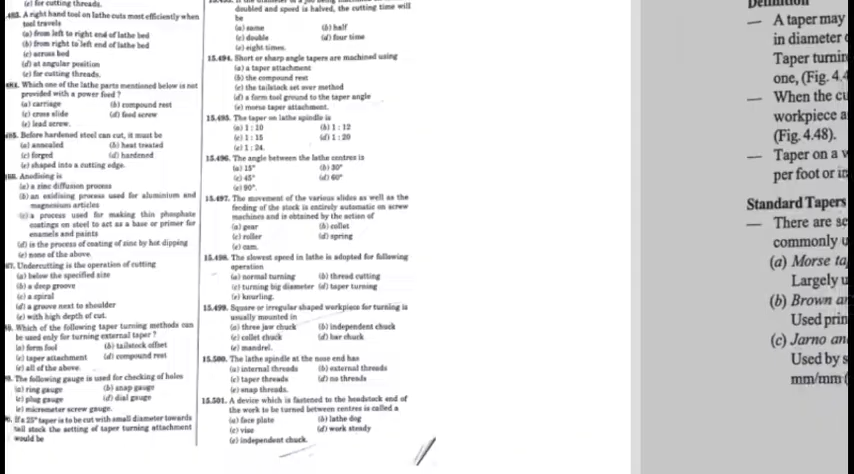 (e) for cutting threads.
483. A right hand tool on lathe cuts most efficiently when
tool travels
(a) from left to right end of lathe bed
(b) from right to left end of lathe bed
(c) across bed
(d) at angular position
(e) for cutting threads.
484. Which one of the lathe parts mentioned below is not
provided with a power feed ?
(a) carriage (b) compound rest
(c) cross slide (d) feed screw
(e) lead screw.
485. Before hardened steel can cut, it must be
(a) annealed (b) heat treated
(c) forged (d) hardened
(e) shaped into a cutting edge.
Anodising is
(a) a zinc diffusion process
(b) an oxidising process used for aluminium and
magnesium articles
(c) a process used for making thin phosphate
coatings on steel to act as a base or primer for
enamels and paints
(d) is the process of coating of zinc by hot dipping
(e) none of the above.
87. Undercutting is the operation of cutting
(a) below the specified size
(b) a deep groove
(c) a spiral
(d) a groove next to shoulder
(e) with high depth of cut.
Which of the following taper turning methods can
be used only for turning external taper ?
(a) form tool (b) tailstock offset
(c) taper attachment (d) compound rest
(e) all of the above.
The following gauge is used for checking of holes
(a) ring gauge (b) snap gauge
(c) plug gauge (d) dial gauge
(e) micrometer screw gauge.
If a 25° taper is to be cut with small diameter towards
tail stock the setting of taper turning attachment
would be
doubled and speed is halved, the cutting time will
be
(a) same (b) half
(c) double (d) four time
(e) eight times.
15.494. Short or sharp angle tapers are machined using
(a) a taper attachment
(b) the compound rest
(c) the tailstock set over method
(d) a form tool ground to the taper angle
(e) morse taper attachment.
15.495. The taper on lathe spindle is
(a) 1 : 10 (b) 1 : 12
(c) 1 : 15 (d) 1 : 20
(e) 1 : 24.
15.496. The angle between the lathe centres is
(a) 15° (b) 30°
(c) 45° (d) 60°
(e) 90°.
15.497. The movement of the various slides as well as the
feeding of the stock is entirely automatic on screw
machines and is obtained by the action of
(a) gear (b) collet
(c) roller (d) spring
(e) cam.
15.498. The slowest speed in lathe is adopted for following
operation
(a) normal turning (b) thread cutting
(c) turning big diameter (d) taper turning
(e) knurling.
15.499. Square or irregular shaped workpiece for turning is
usually mounted in
(a) three jaw chuck (b) independent chuck
(c) collet chuck (d) bar chuck
(e) mandrel.
15.500. The lathe spindle at the nose end has
(a) internal threads (b) external threads
(c) taper threads (d) no threads
(e) snap threads.
15.501. A device which is fastened to the headstock end of
the work to be turned between centres is called a
(a) face plate (b) lathe dog
(c) vise (d) work steady
(e) independent chuck.
Definition
— A taper may
in diameter
Taper turnin
one, (Fig. 4.4
— When the cu
workpiece a
(Fig. 4.48).
— Taper on a
per foot or in
Standard Tapers
— There are se
commonly u
(a) Morse ta
Largely u
(b) Brown an
Used prin
(c) Jarno an
Used by s
mm/mm (